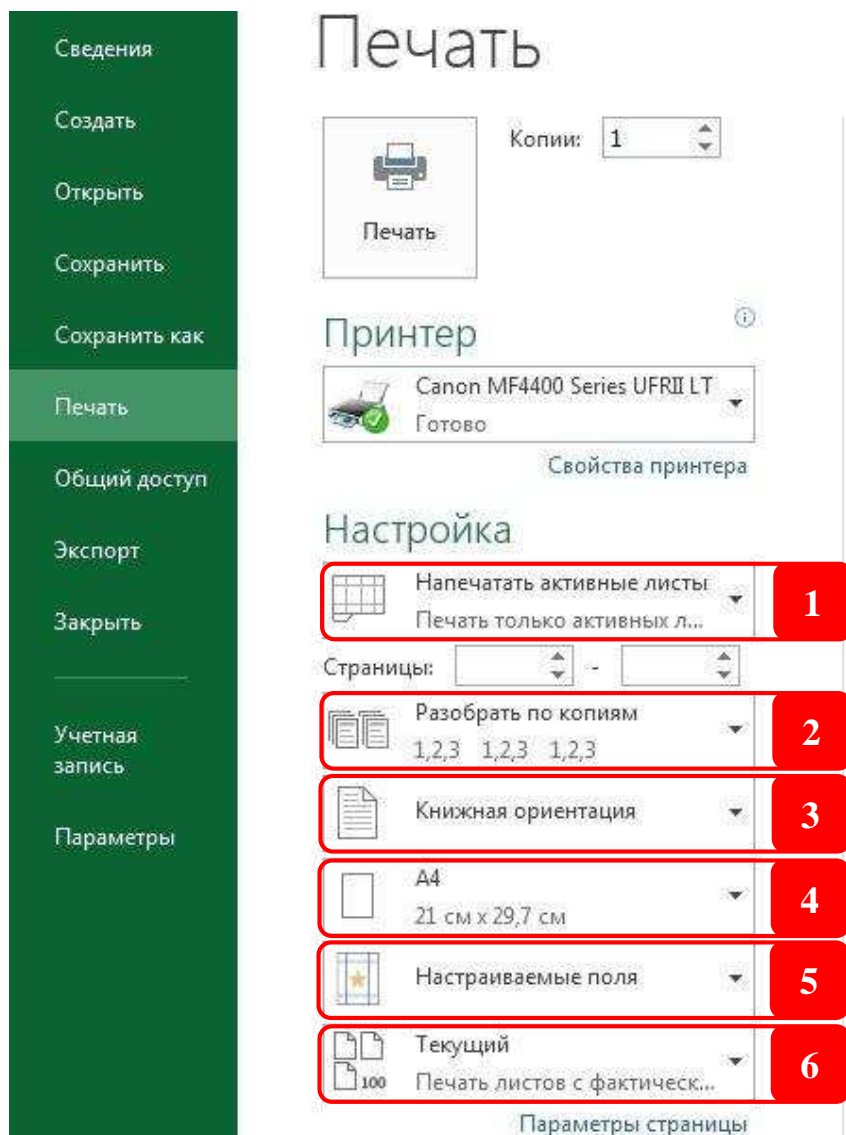 Сведения
Создать
Открыть
Сохранить
Сохранить как
Печать
Общий доступ
Экспорт
Закрыть
Учетная
запись
Параметры
Печать
Печать
Копии: 1
Принтер
Canon MF4400 Series UFRII LT
Готово
Свойства принтера
Настройка
Напечатать активные листы
Печать только активных л...
1
Страницы: -
Разобрать по копиям
1,2,3 1,2,3 1,2,3
2
Книжная ориентация
3
A4
21 см x 29,7 см
4
Настраиваемые поля
5
Текущий
100 Печать листов с фактическ...
6
Параметры страницы